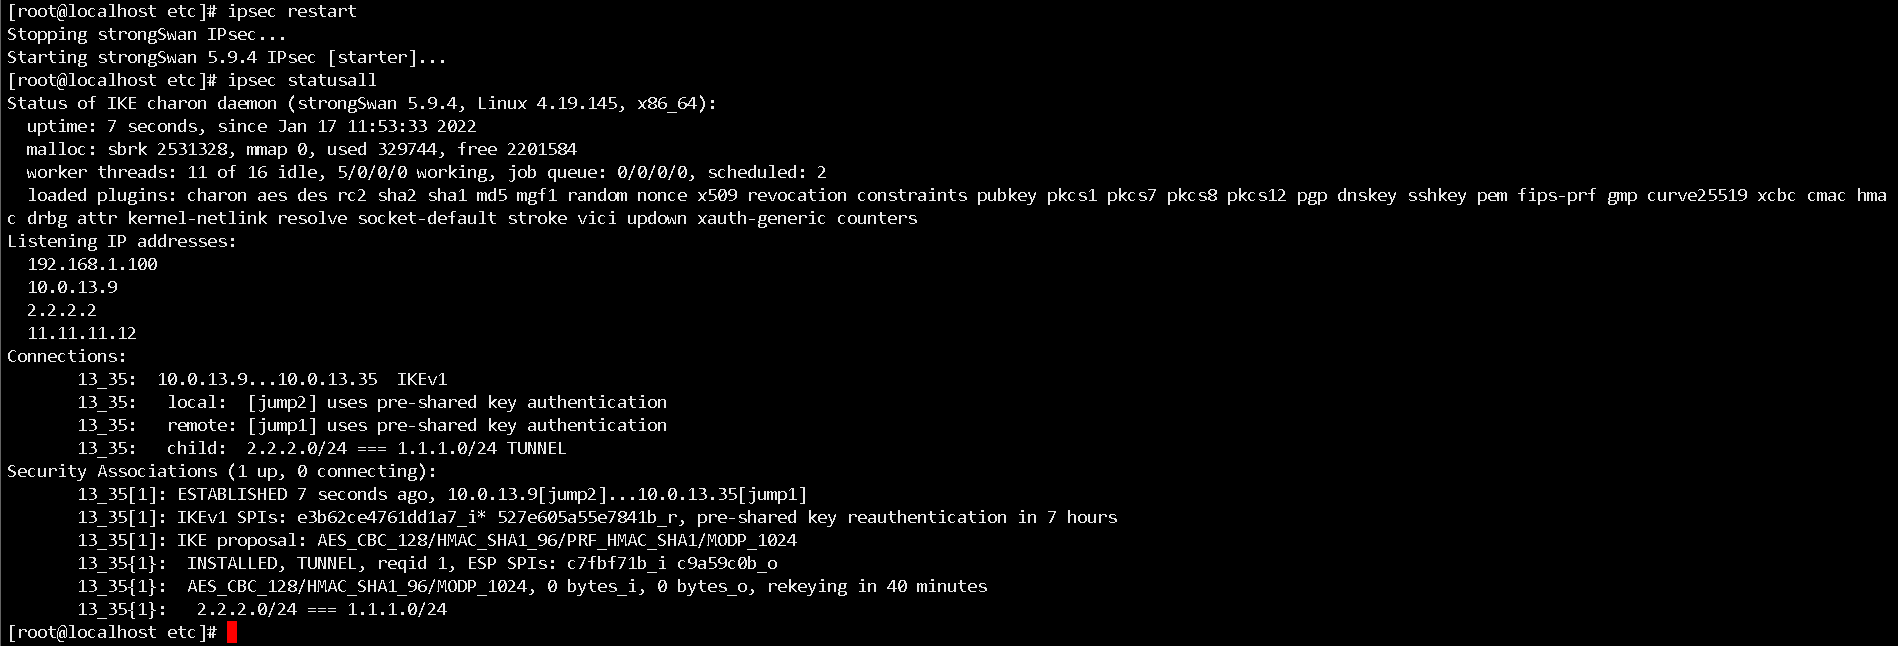 [root@localhost etc]# ipsec restart
Stopping strongSwan IPsec...
Starting strongSwan 5.9.4 IPsec [starter]...
[root@localhost etc]# ipsec statusall
Status of IKE charon daemon (strongSwan 5.9.4, Linux 4.19.145, x86_64):
  uptime: 7 seconds, since Jan 17 11:53:33 2022
  malloc: sbrk 2531328, mmap 0, used 329744, free 2201584
  worker threads: 11 of 16 idle, 5/0/0/0 working, job queue: 0/0/0/0, scheduled: 2
  loaded plugins: charon aes des rc2 sha2 sha1 md5 mgf1 random nonce x509 revocation constraints pubkey pkcs1 pkcs7 pkcs8 pkcs12 pgp dnskey sshkey pem fips-prf gmp curve25519 xcbc cmac hma
c drbg attr kernel-netlink resolve socket-default stroke vici updown xauth-generic counters
Listening IP addresses:
  192.168.1.100
  10.0.13.9
  2.2.2.2
  11.11.11.12
Connections:
       13_35:  10.0.13.9...10.0.13.35  IKEv1
       13_35:   local:  [jump2] uses pre-shared key authentication
       13_35:   remote: [jump1] uses pre-shared key authentication
       13_35:   child:  2.2.2.0/24 === 1.1.1.0/24 TUNNEL
Security Associations (1 up, 0 connecting):
       13_35[1]: ESTABLISHED 7 seconds ago, 10.0.13.9[jump2]...10.0.13.35[jump1]
       13_35[1]: IKEv1 SPIs: e3b62ce4761dd1a7_i* 527e605a55e7841b_r, pre-shared key reauthentication in 7 hours
       13_35[1]: IKE proposal: AES_CBC_128/HMAC_SHA1_96/PRF_HMAC_SHA1/MODP_1024
       13_35{1}:  INSTALLED, TUNNEL, reqid 1, ESP SPIs: c7fbf71b_i c9a59c0b_o
       13_35{1}:  AES_CBC_128/HMAC_SHA1_96/MODP_1024, 0 bytes_i, 0 bytes_o, rekeying in 40 minutes
       13_35{1}:   2.2.2.0/24 === 1.1.1.0/24
[root@localhost etc]#